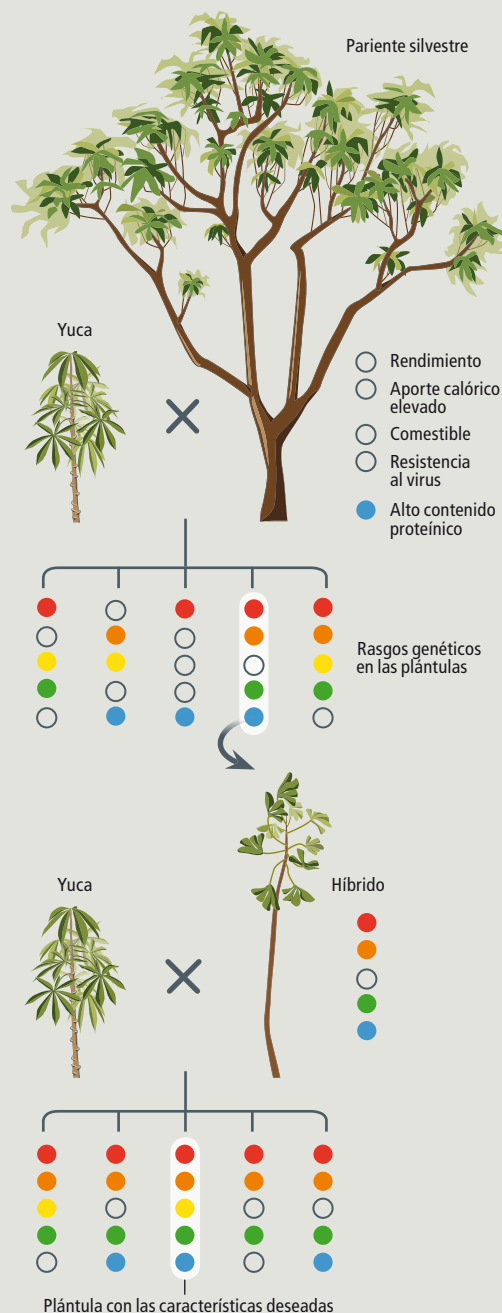 Pariente silvestre
Yuca
Rendimiento
Aporte calórico
elevado
Comestible
Resistencia
al virus
Alto contenido
proteínico
Rasgos genéticos
en las plántulas
Yuca
Híbrido
Plántula con las características deseadas